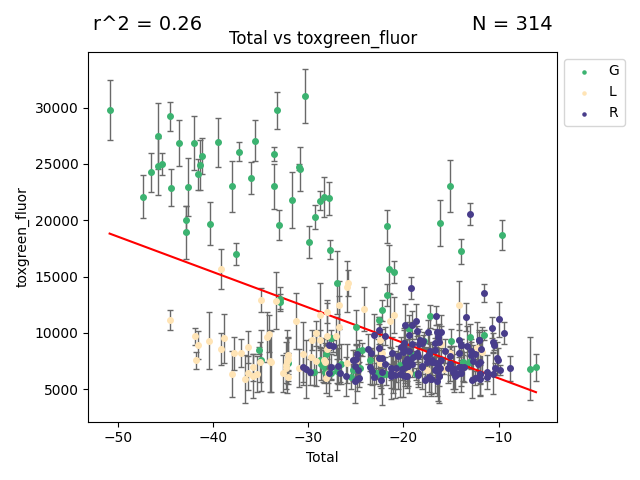 r^2 = 0.26 N = 314
Total vs toxgreen_fluor
G
L
R
30000
25000
20000
15000
10000
5000
toxgreen_fluor
−50 −40 −30 −20 −10
Total